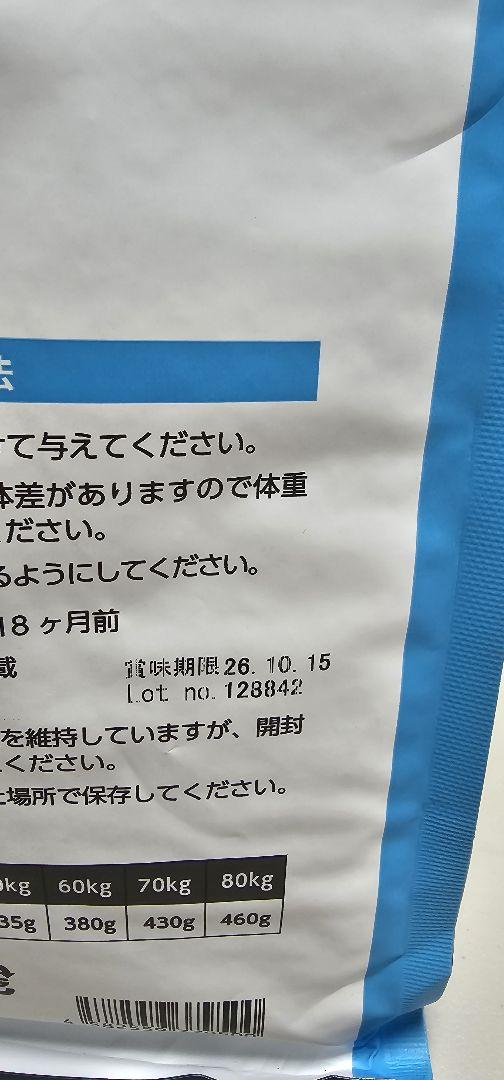 法
て与えてください。
体差がありますので体重
ださい。
るようにしてください。
18ヶ月前
載
賞味期限 26. 10. 15
Lot no. 128842
を維持していますが、開封
ください。
場所で保存してください。
kg 60kg 70kg 80kg
35g 380g 430g 460g